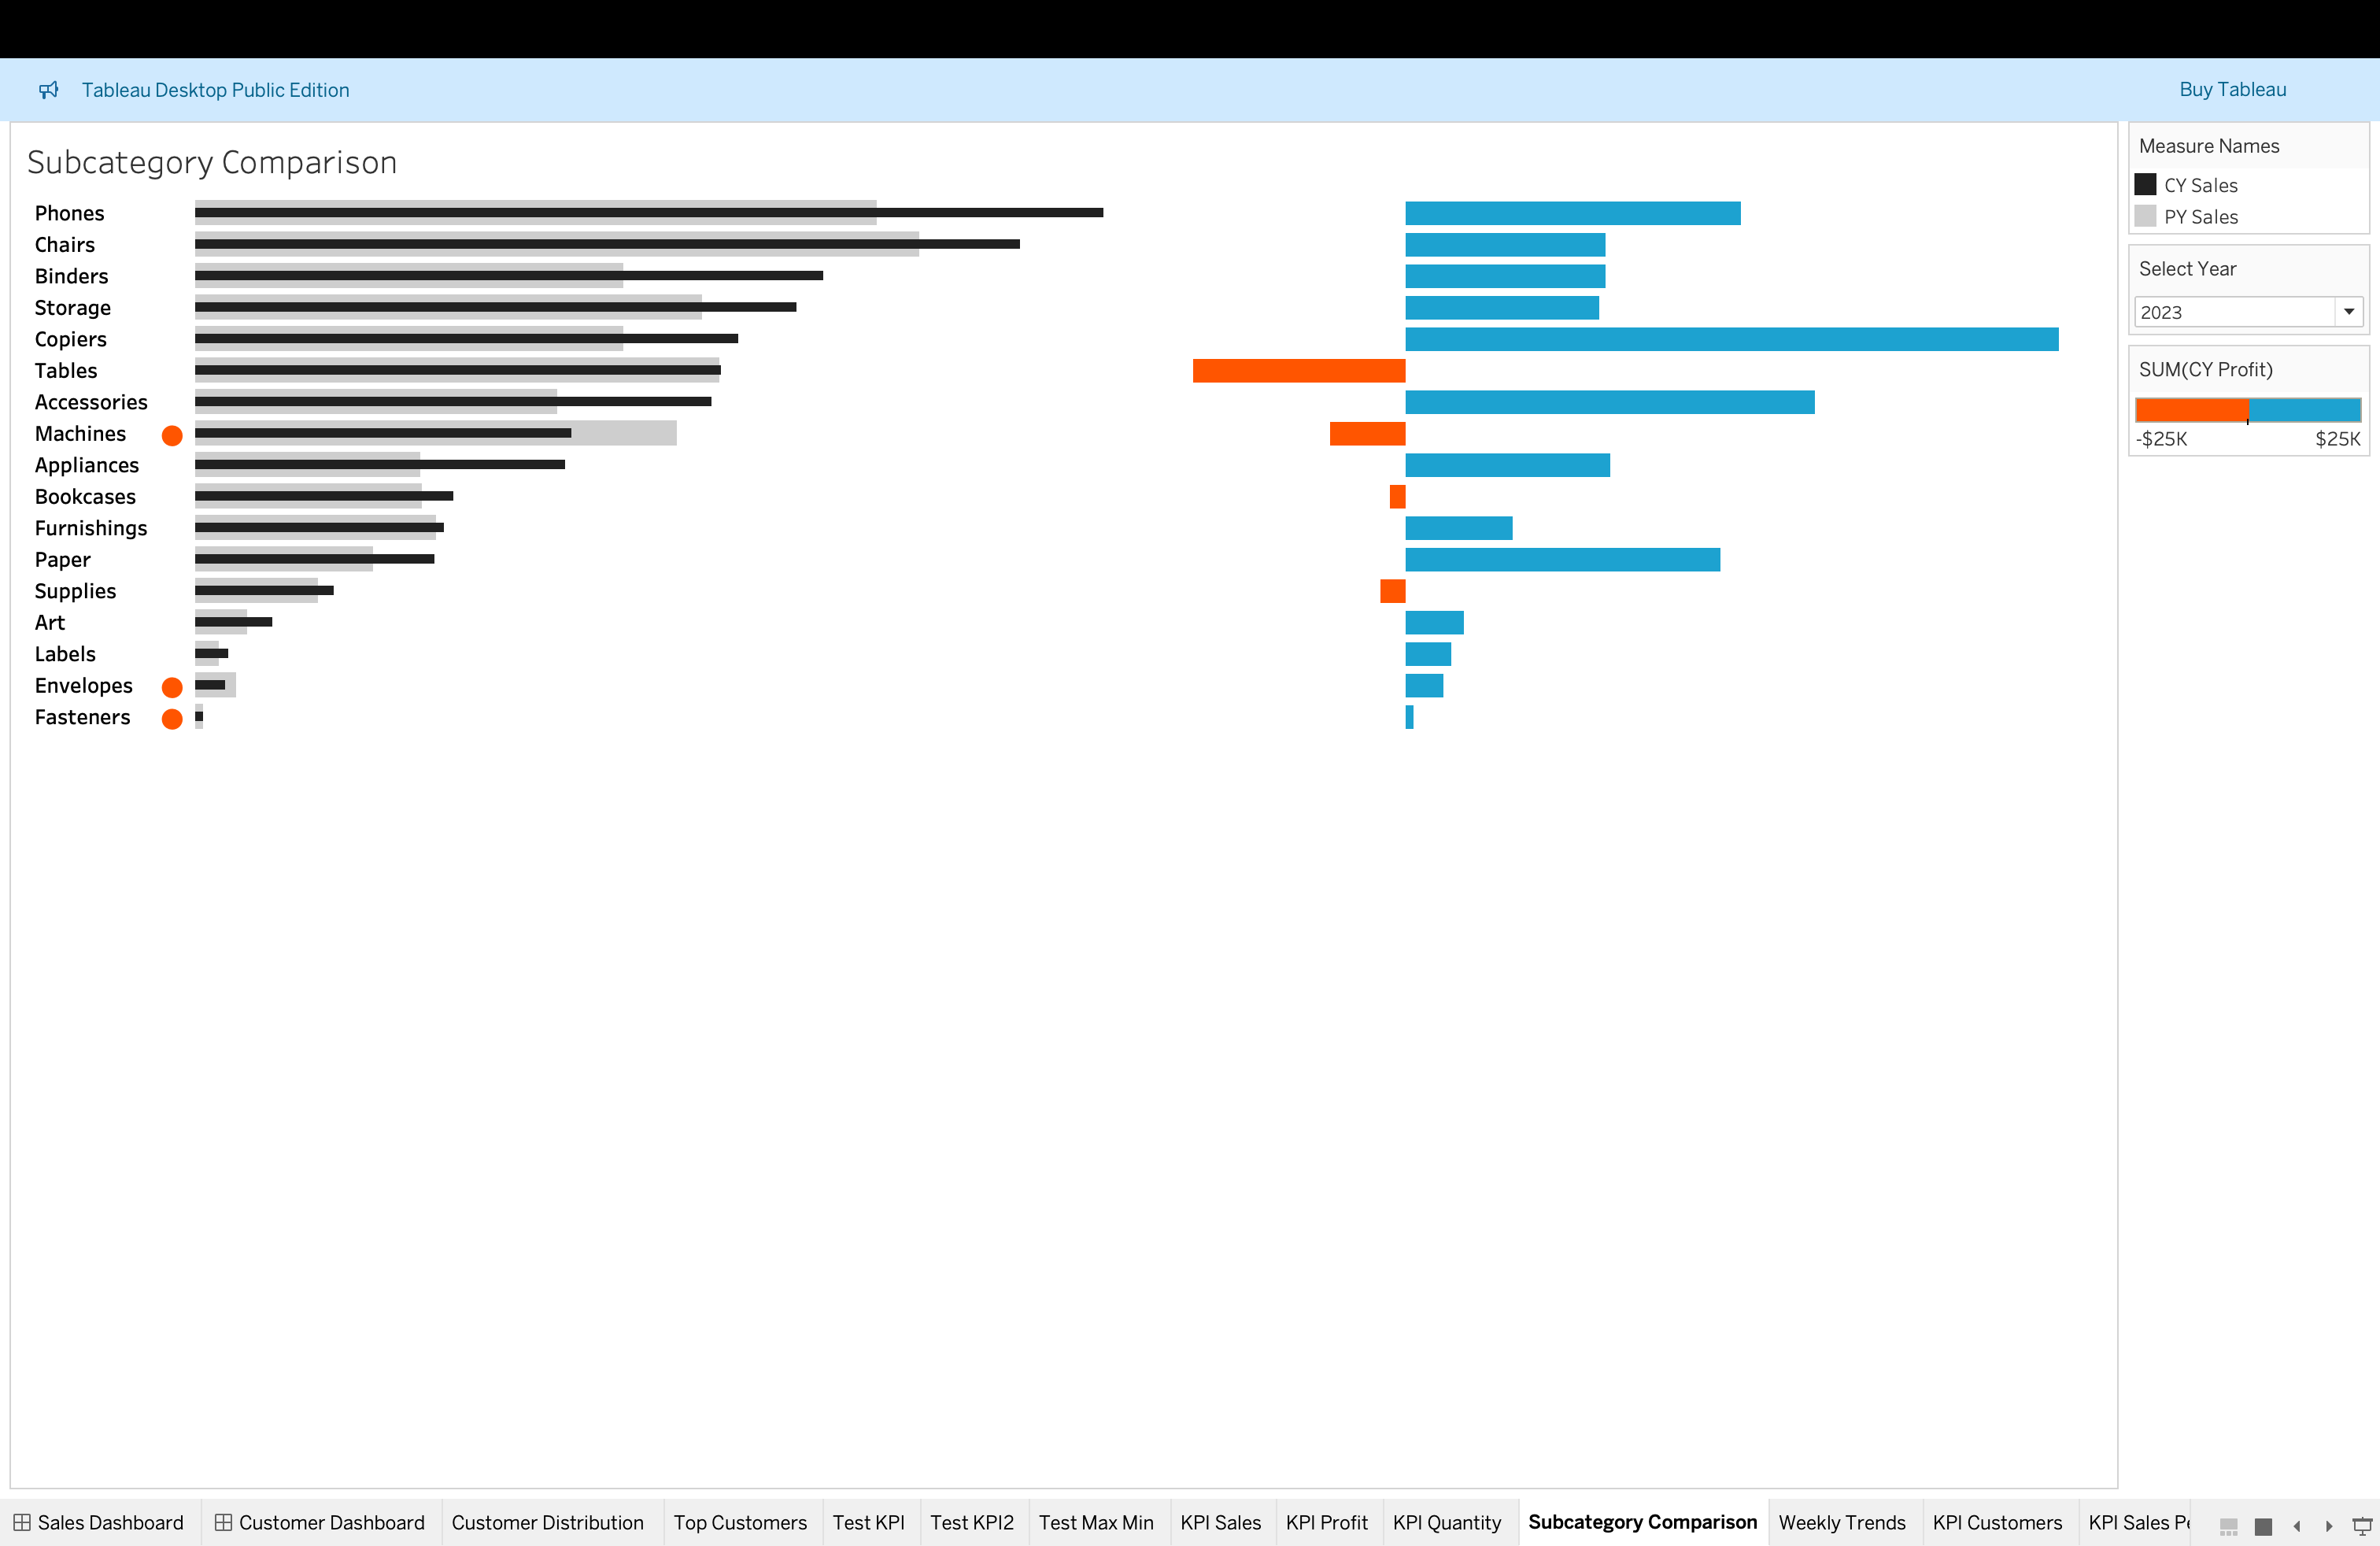 Tableau Desktop Public Edition
Buy Tableau
Subcategory Comparison
Phones
Chairs
Binders
Storage
Copiers
Tables
Accessories
Machines
Appliances
Bookcases
Furnishings
Paper
Supplies
Art
Labels
Envelopes
Fasteners
Measure Names
CY Sales
PY Sales
Select Year
2023
SUM(CY Profit)
-$25K $25K
Sales Dashboard Customer Dashboard Customer Distribution Top Customers Test KPI Test KPI2 Test Max Min KPI Sales KPI Profit KPI Quantity Subcategory Comparison Weekly Trends KPI Customers KPI Sales